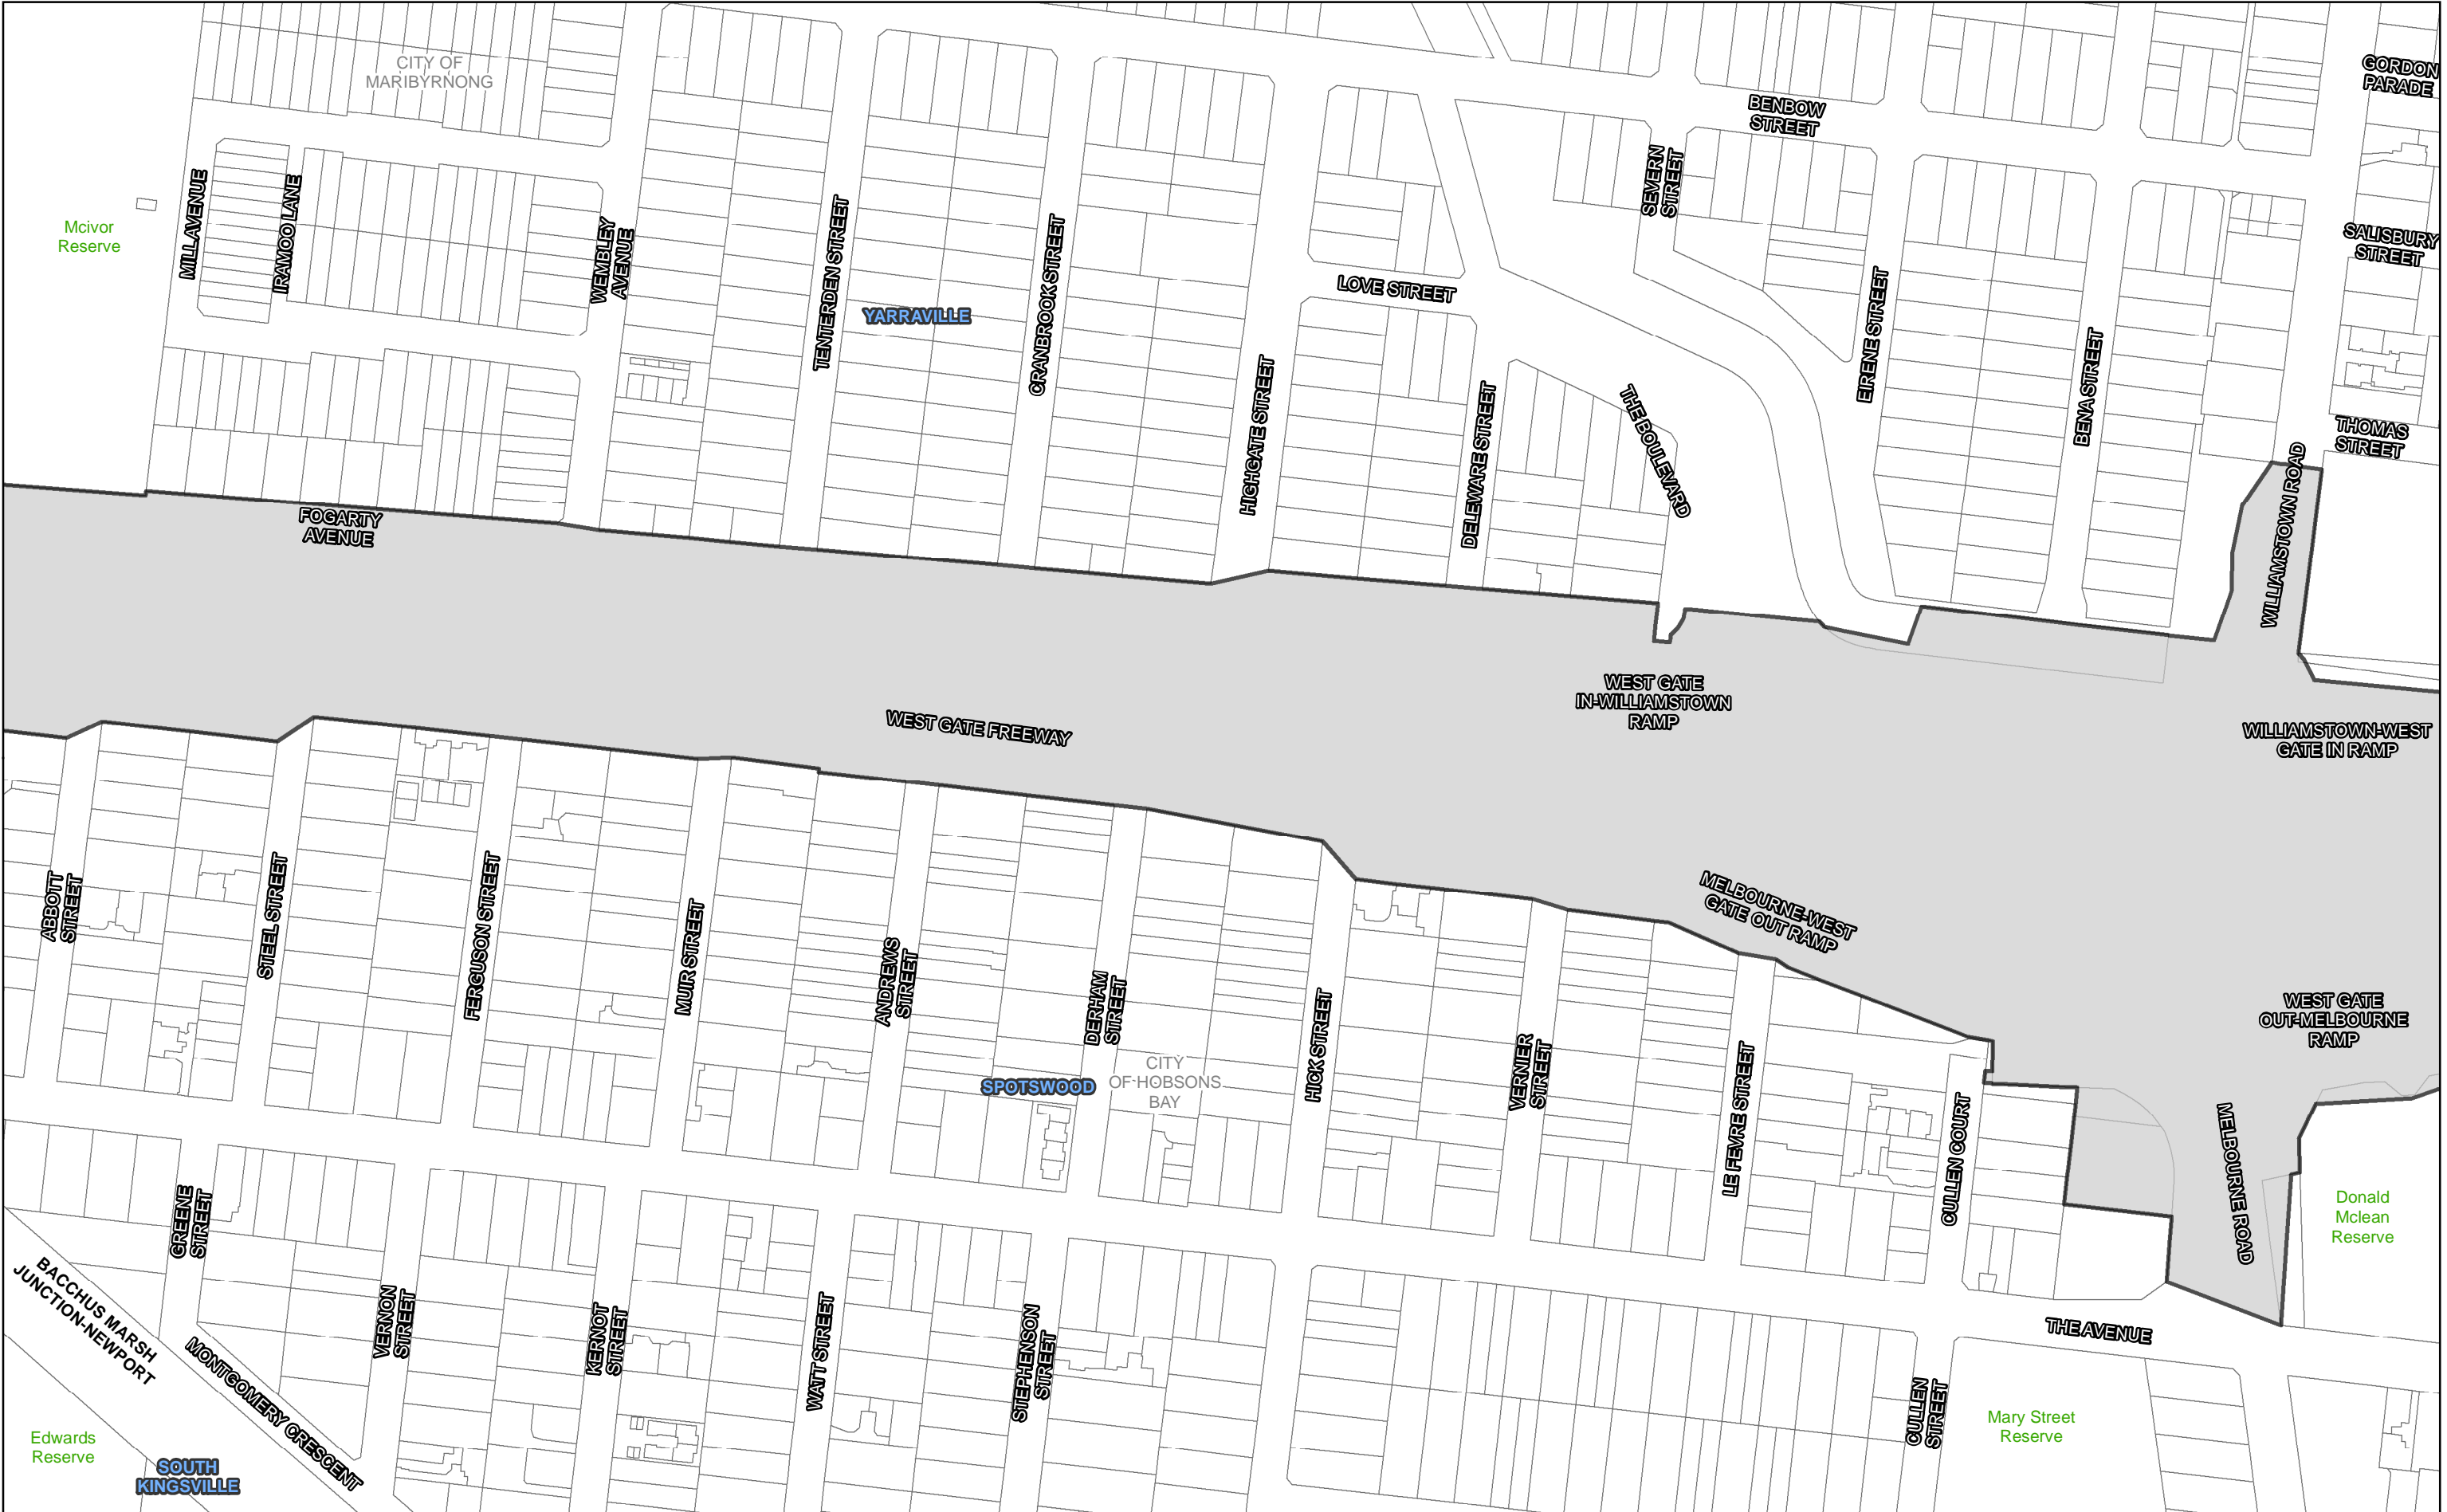 CITY OF
MARIBYRNONG
GORDON
PARADE
BENBOW
STREET
SEVERN
STREET
MILL AVENUE
IRAMOO LANE
Mcivor
Reserve
WEMBLEY
AVENUE
TENTERDEN STREET
YARRAVILLE
CRANBROOK STREET
LOVE STREET
SALISBURY
STREET
EIRENE STREET
BENA STREET
HIGHGATE STREET
DELEWARE STREET
THE BOULEVARD
THOMAS
STREET
WILLIAMSTOWN ROAD
FOGARTY
AVENUE
WEST GATE FREEWAY
WEST GATE
IN-WILLIAMSTOWN
RAMP
WILLIAMSTOWN-WEST
GATE IN RAMP
ABBOTT
STREET
STEEL STREET
FERGUSON STREET
MUIR STREET
ANDREWS
STREET
DERHAM
STREET
MELBOURNE-WEST
GATE OUT RAMP
WEST GATE
OUT-MELBOURNE
RAMP
SPOTSWOOD
CITY
OF HOBSONS
BAY
HICK STREET
VERNIER
STREET
LE FEVRE STREET
CULLEN COURT
MELBOURNE ROAD
Donald
Mclean
Reserve
GREENE
STREET
BACCHUS MARSH
JUNCTION-NEWPORT
MONTGOMERY CRESCENT
VERNON
STREET
KERNOT
STREET
WATT STREET
STEPHENSON
STREET
THE AVENUE
CULLEN
STREET
Mary Street
Reserve
Edwards
Reserve
SOUTH
KINGSVILLE